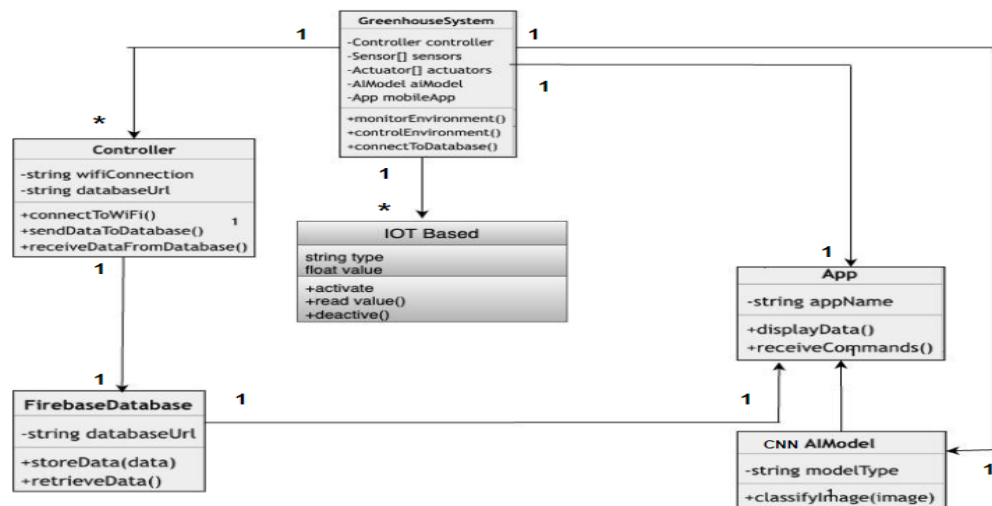 GreenhouseSystem
-Controller controller
-Sensor[] sensors
-Actuator[] actuators
-AIModel aiModel
-App mobileApp
+monitorEnvironment()
+controlEnvironment()
+connectToDatabase()
1
1
1
*
1
*
Controller
-string wifiConnection
-string databaseUrl
+connectToWiFi()
1
+sendDataToDatabase()
+receiveDataFromDatabase()
1
IOT Based
string type
float value
+activate
+read value()
+deactive()
1
App
-string appName
+displayData()
+receiveCommands()
1
1
FirebaseDatabase
-string databaseUrl
+storeData(data)
+retrieveData()
1
1
CNN AIModel
-string modelType
+classifyImage(image)
1
1